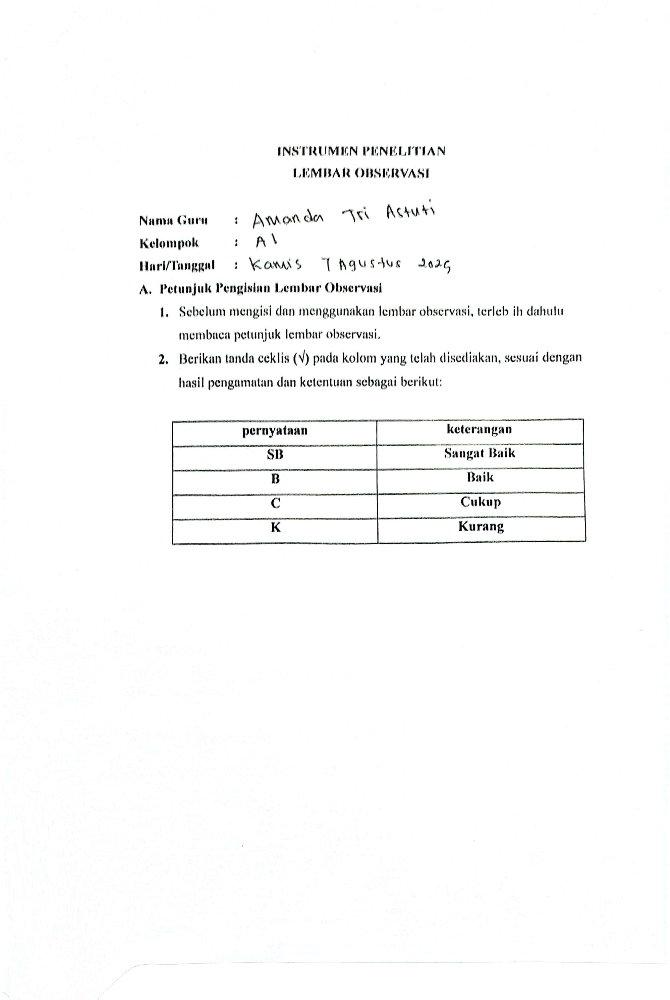 INSTRUMEN PENELITIAN
LEMBAR OBSERVASI
Nama Guru : Amanda Tri Astuti
Kelompok : A1
Hari/Tanggal : Kamis 7 Agustus 2025
A. Petunjuk Pengisian Lembar Observasi
1. Sebelum mengisi dan menggunakan lembar observasi, terleb ih dahulu
membaca petunjuk lembar observasi.
2. Berikan tanda ceklis (√) pada kolom yang telah disediakan, sesuai dengan
hasil pengamatan dan ketentuan sebagai berikut:
pernyataan keterangan
SB Sangat Baik
B Baik
C Cukup
K Kurang